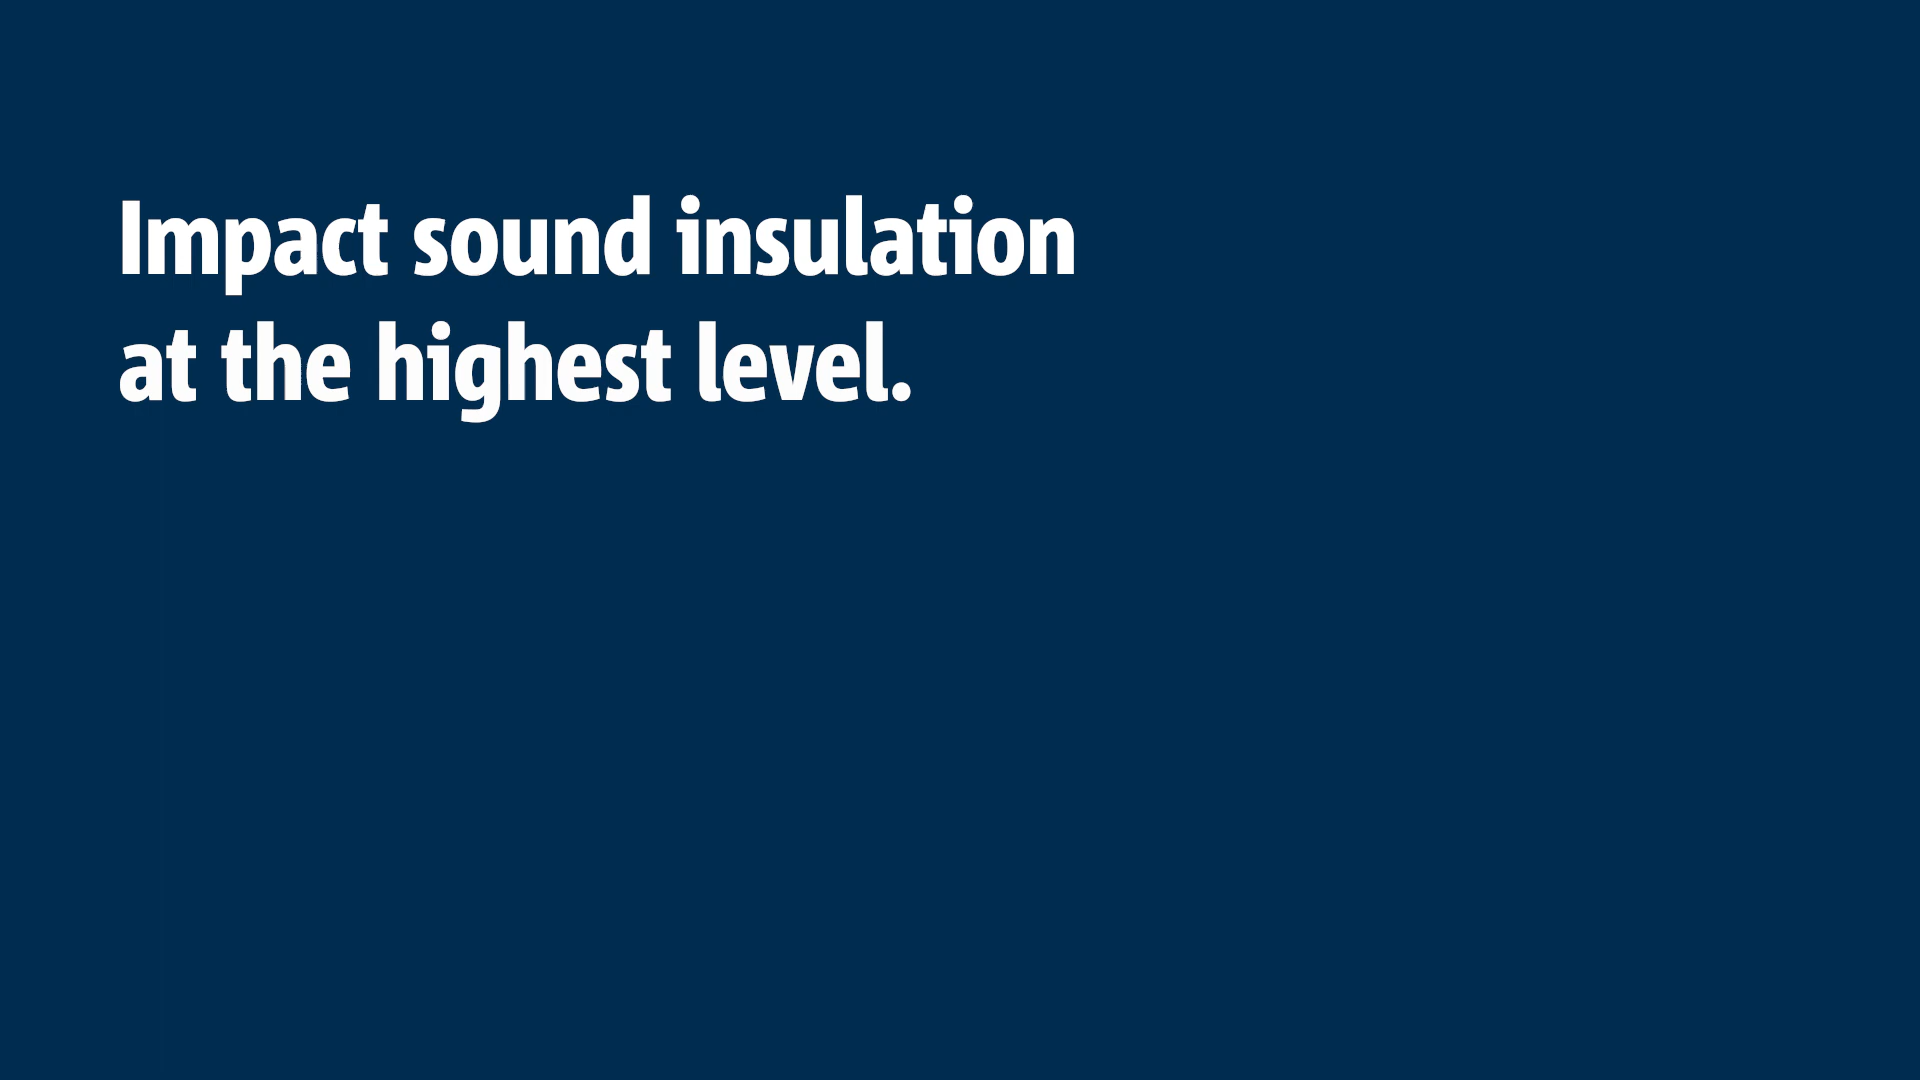 Impact sound insulation
at the highest level.